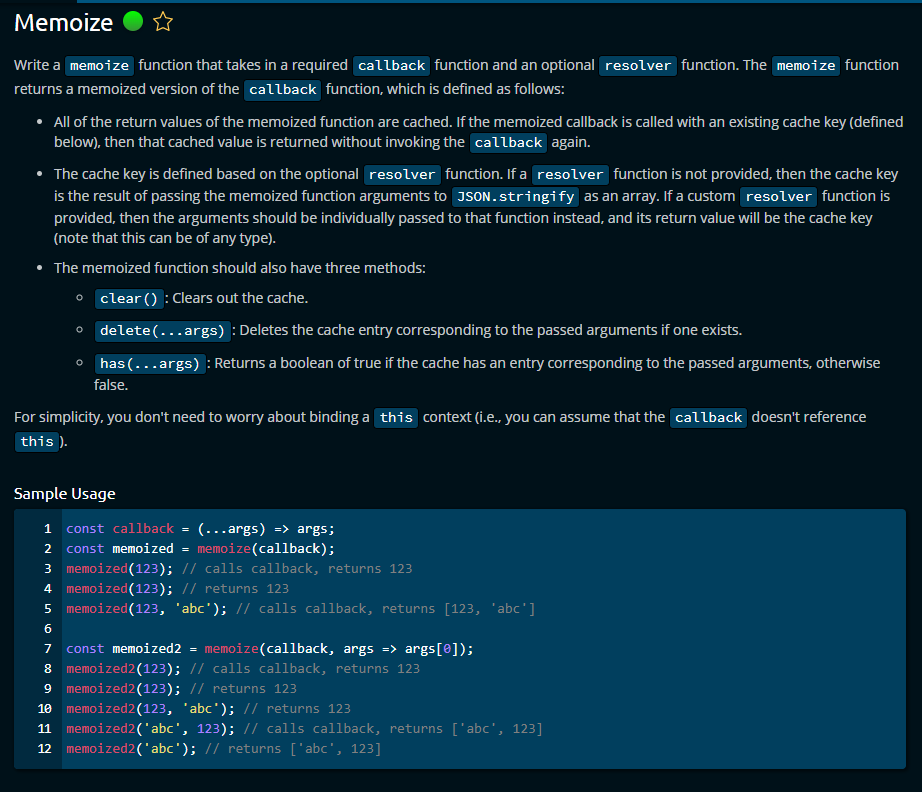 Memoize
Write a memoize function that takes in a required callback function and an optional resolver function. The memoize function
returns a memoized version of the callback function, which is defined as follows:
• All of the return values of the memoized function are cached. If the memoized callback is called with an existing cache key (defined
below), then that cached value is returned without invoking the callback again.
• The cache key is defined based on the optional resolver function. If a resolver function is not provided, then the cache key
is the result of passing the memoized function arguments to JSON.stringify as an array. If a custom resolver function is
provided, then the arguments should be individually passed to that function instead, and its return value will be the cache key
(note that this can be of any type).
• The memoized function should also have three methods:
◦ clear() : Clears out the cache.
◦ delete(...args) : Deletes the cache entry corresponding to the passed arguments if one exists.
◦ has(...args) : Returns a boolean of true if the cache has an entry corresponding to the passed arguments, otherwise
false.
For simplicity, you don't need to worry about binding a this context (i.e., you can assume that the callback doesn't reference
this ).
Sample Usage
1 const callback = (...args) => args;
2 const memoized = memoize(callback);
3 memoized(123); // calls callback, returns 123
4 memoized(123); // returns 123
5 memoized(123, 'abc'); // calls callback, returns [123, 'abc']
6
7 const memoized2 = memoize(callback, args => args[0]);
8 memoized2(123); // calls callback, returns 123
9 memoized2(123); // returns 123
10 memoized2(123, 'abc'); // returns 123
11 memoized2('abc', 123); // calls callback, returns ['abc', 123]
12 memoized2('abc'); // returns ['abc', 123]